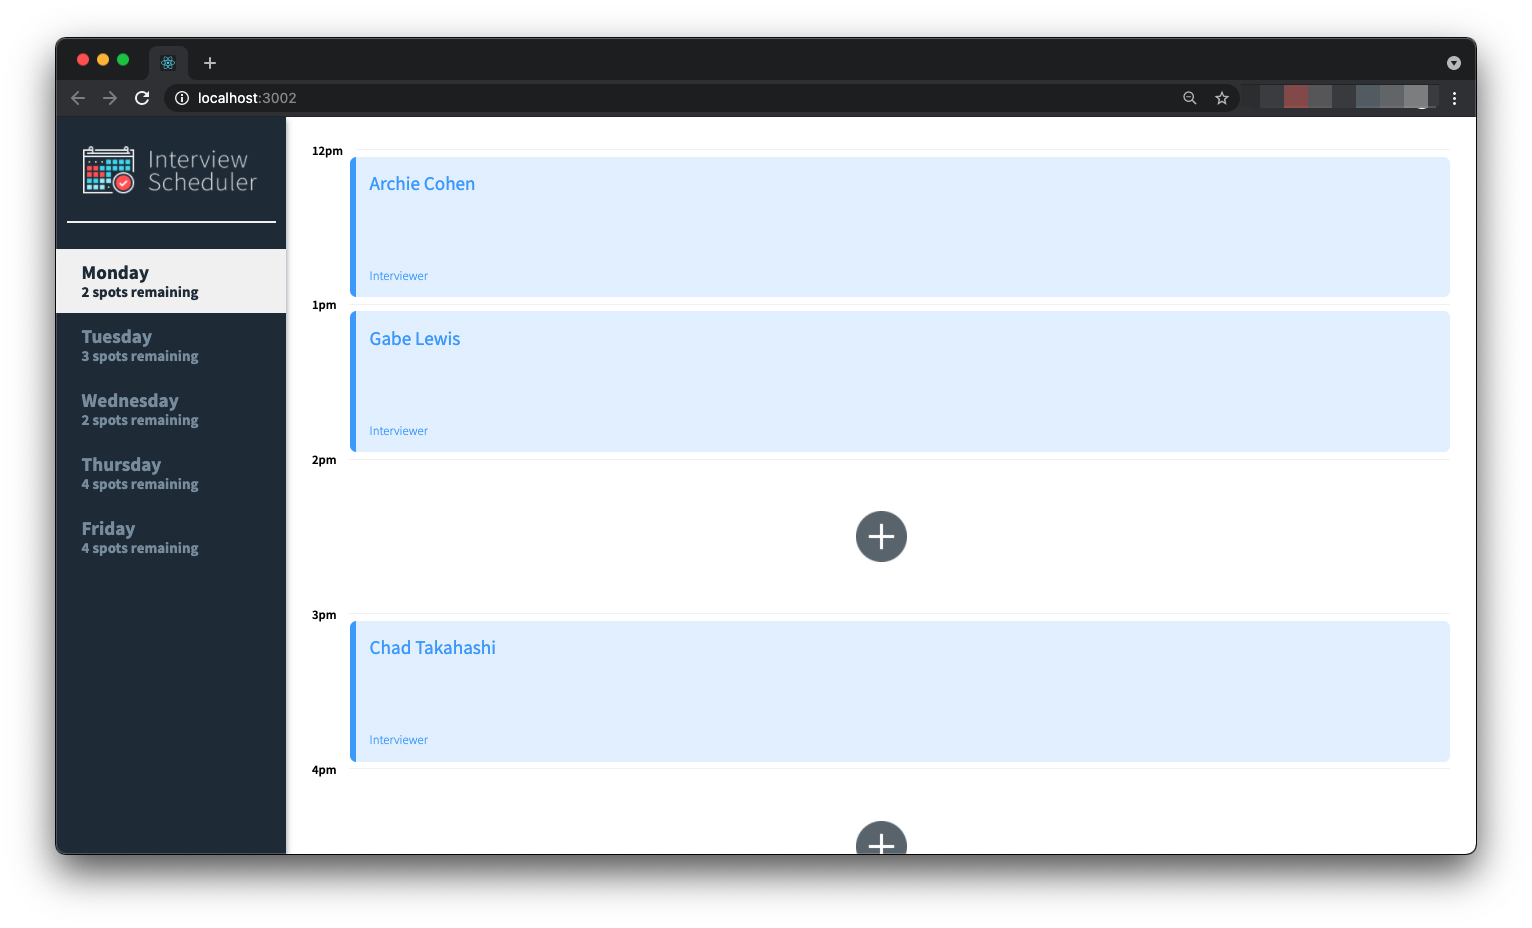 localhost:3002
Interview
Scheduler
Monday
2 spots remaining
Tuesday
3 spots remaining
Wednesday
2 spots remaining
Thursday
4 spots remaining
Friday
4 spots remaining
12pm
Archie Cohen
Interviewer
1pm
Gabe Lewis
Interviewer
2pm
3pm
Chad Takahashi
Interviewer
4pm